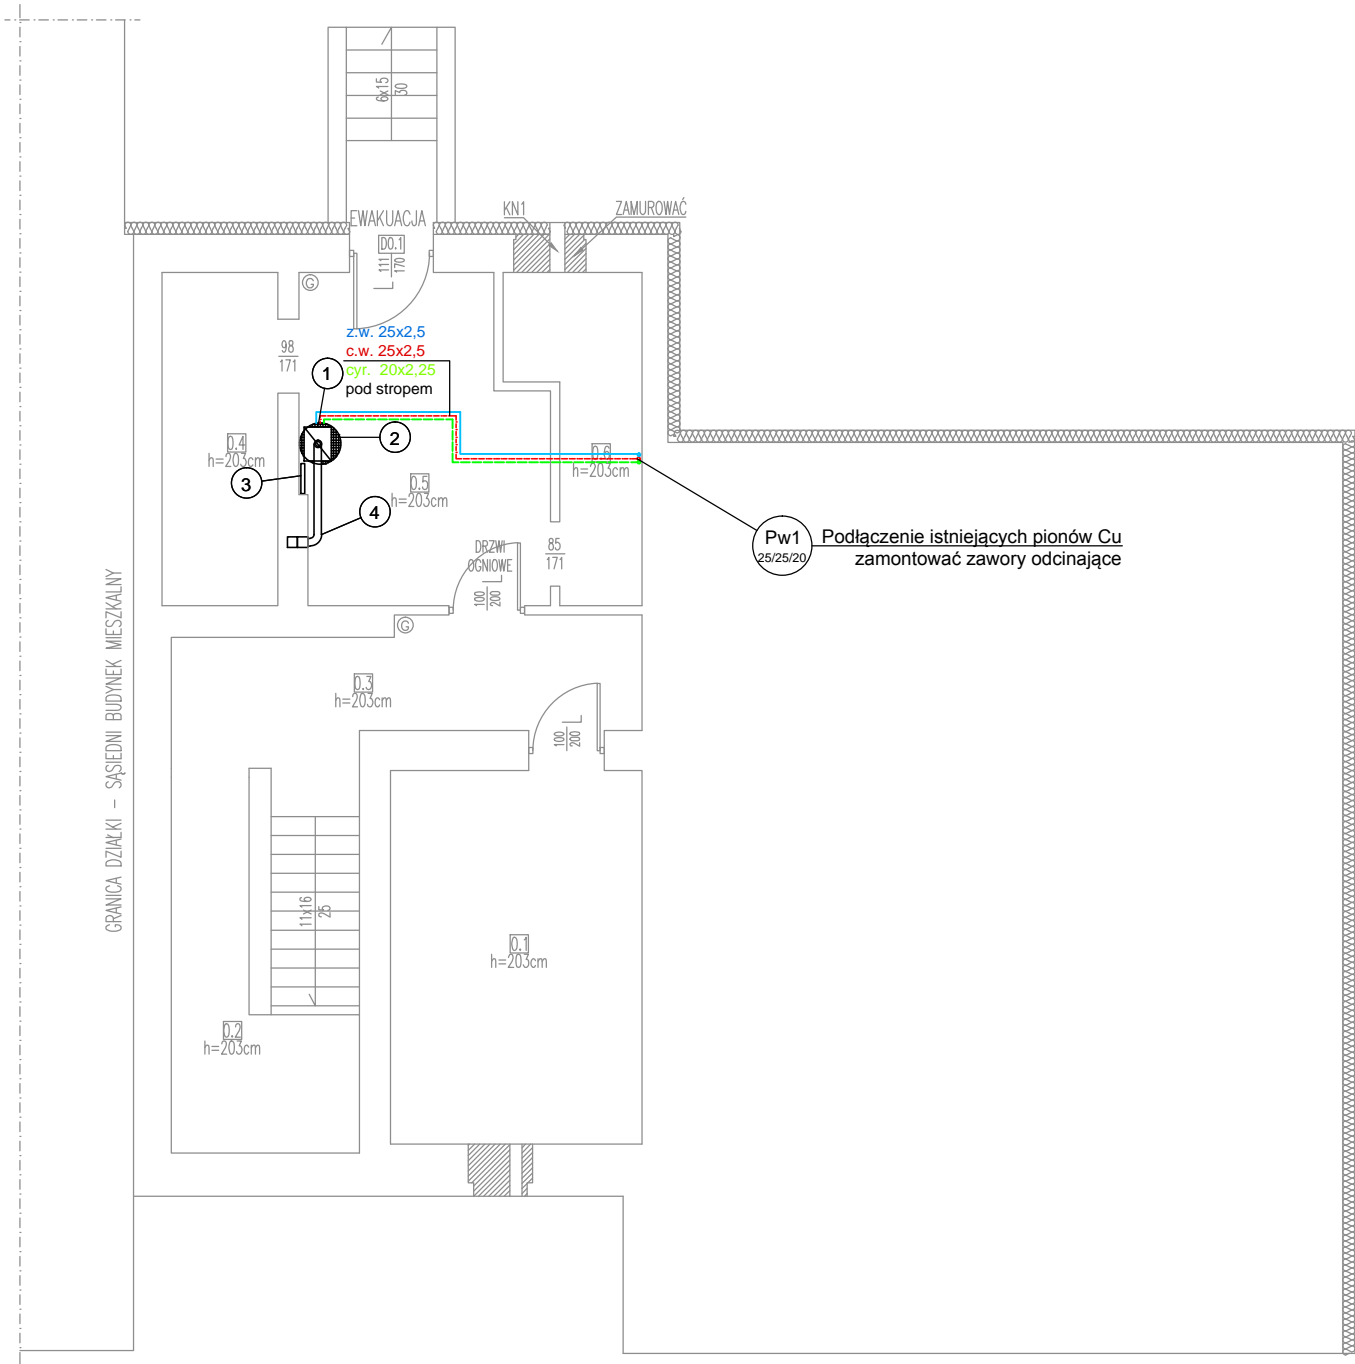 6x15
30
EWAKUACJA
KN1
ZAMUROWAĆ
D0.1
111
170
G
z.w. 25x2,5
c.w. 25x2,5
cyr. 20x2,25
pod stropem
98
171
1
2
3
4
0.4
h=203cm
0.5
h=203cm
0.6
h=203cm
Pw1
25/25/20
Podłączenie istniejących pionów Cu
zamontować zawory odcinające
DRZWI
OGNIOWE
100
200
85
171
G
0.3
h=203cm
100
200
GRANICA DZIAŁKI - SĄSIEDNI BUDYNEK MIESZKALNY
11x16
25
0.1
h=203cm
0.2
h=203cm